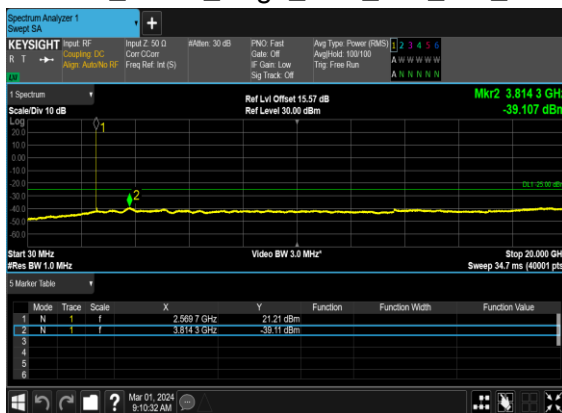 Spectrum Analyzer 1
Swept SA
KEYSIGHT
R T
LXI
Input: RF
Coupling: DC
Align: Auto/No RF
Input Z: 50 Ω
Corr CCorr
Freq Ref: Int (S)
#Atten: 30 dB
PNO: Fast
Gate: Off
IF Gain: Low
Sig Track: Off
Avg Type: Power (RMS)
Avg|Hold: 100/100
Trig: Free Run
1 2 3 4 5 6
A W W W W W
A N N N N N
1 Spectrum
Scale/Div 10 dB
Ref Lvl Offset 15.57 dB
Ref Level 30.00 dBm
Mkr2 3.814 3 GHz
-39.107 dBm
Log
20.0
10.0
0.00
-10.0
-20.0
-30.0
-40.0
-50.0
-60.0
1
2
DL1 -25.00 dBm
Start 30 MHz
#Res BW 1.0 MHz
Video BW 3.0 MHz*
Stop 20.000 GH
Sweep 34.7 ms (40001 pts
5 Marker Table
Mode Trace Scale X Y Function Function Width Function Value
1 N 1 f 2.569 7 GHz 21.21 dBm
2 N 1 f 3.814 3 GHz -39.11 dBm
3
4
5
6
?
Mar 01, 2024
9:10:32 AM